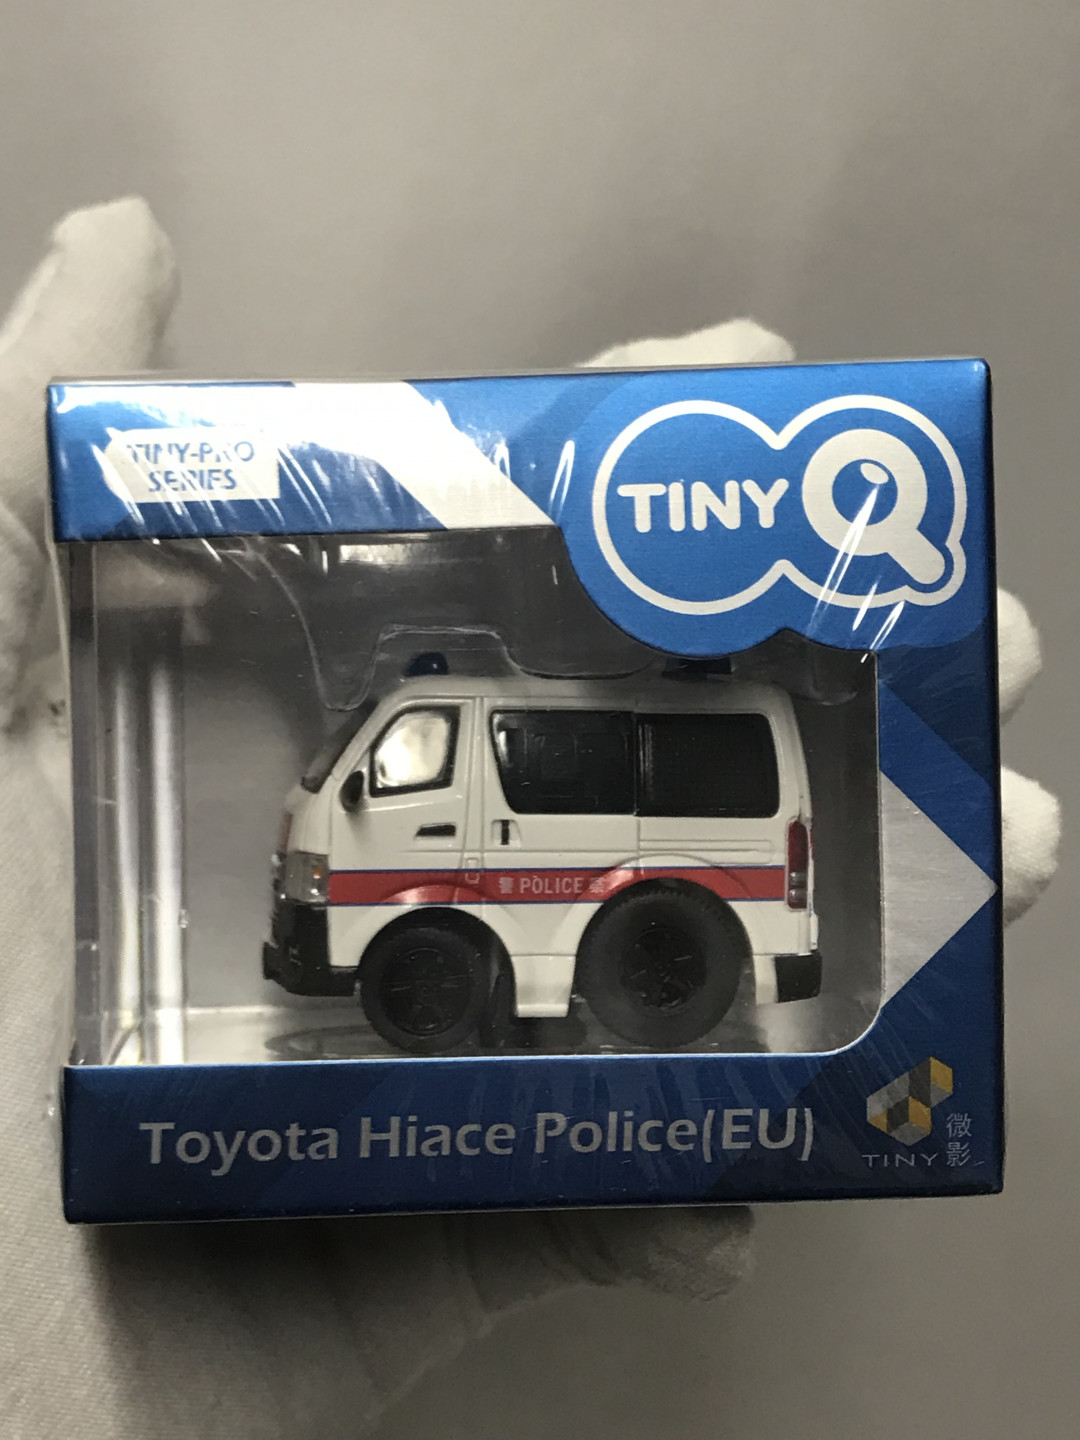 TINY-PRO
SERIES
TINY Q
警 POLICE 察
Toyota Hiace Police(EU)
微
TINY 影